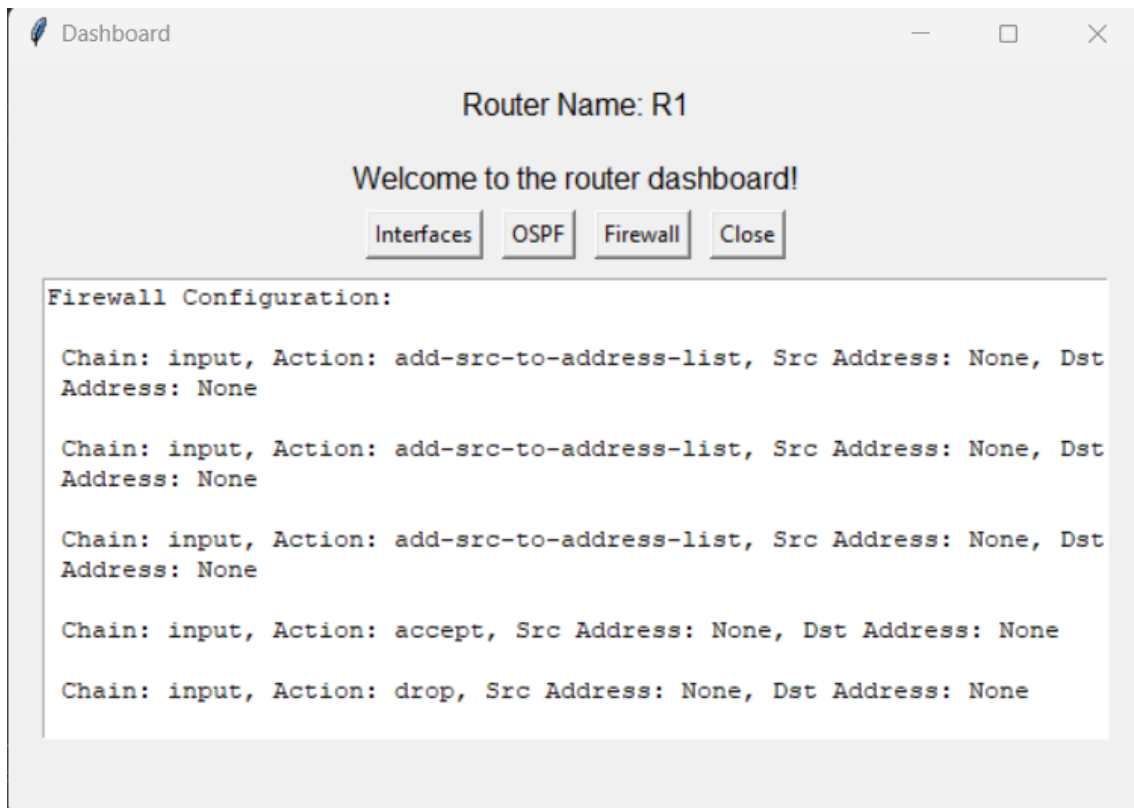 Dashboard
Router Name: R1
Welcome to the router dashboard!
Interfaces OSPF Firewall Close
Firewall Configuration:
Chain: input, Action: add-src-to-address-list, Src Address: None, Dst
Address: None
Chain: input, Action: add-src-to-address-list, Src Address: None, Dst
Address: None
Chain: input, Action: add-src-to-address-list, Src Address: None, Dst
Address: None
Chain: input, Action: accept, Src Address: None, Dst Address: None
Chain: input, Action: drop, Src Address: None, Dst Address: None